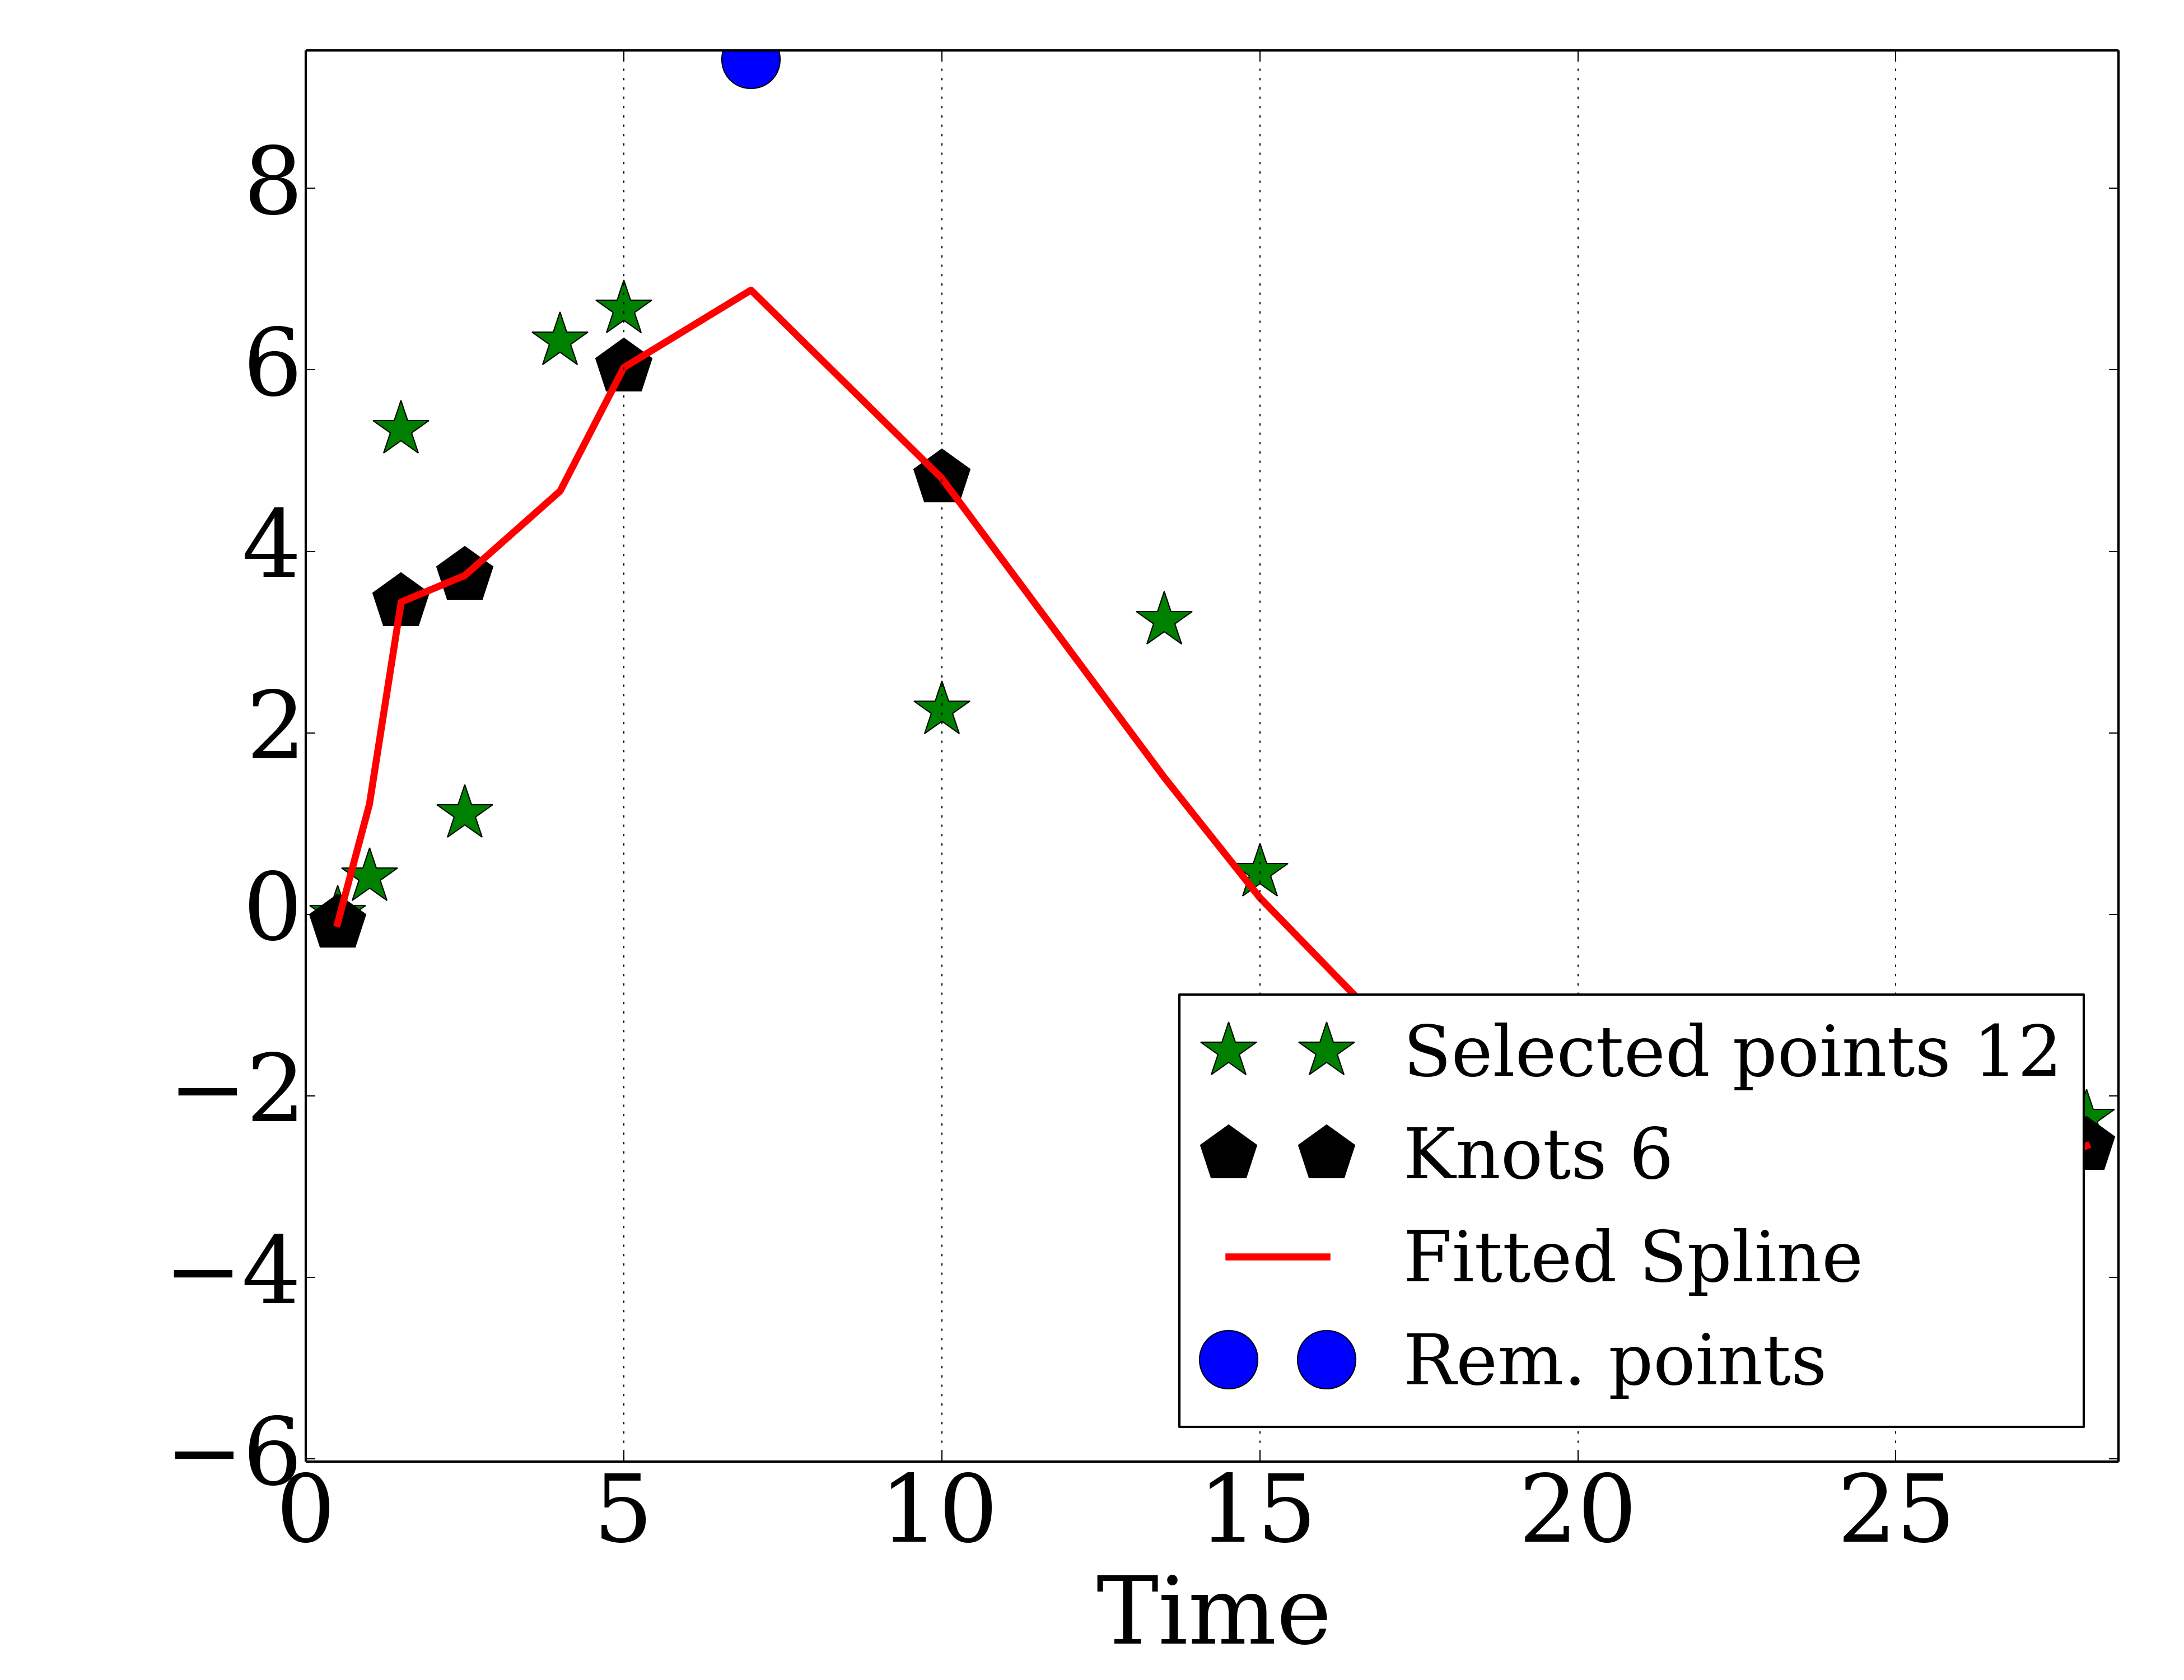 8
6
4
2
0
−2
−4
−6
Selected points 12
Knots 6
Fitted Spline
Rem. points
0 5 10 15 20 25
Time